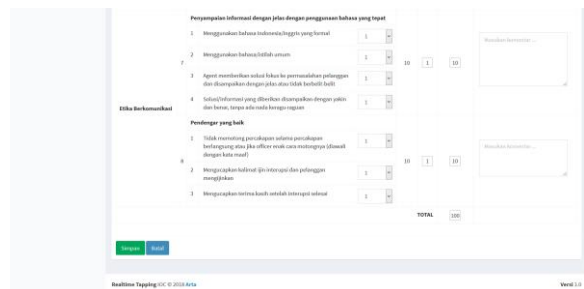 Penyampaian informasi dengan jelas dengan penggunaan bahasa yang tepat
1 Menggunakan bahasa Indonesia/Inggris yang formal 1
2 Menggunakan bahasa/istilah umum 1
7 10 1 10 Masukan komentar ...
3 Agent memberikan solusi fokus ke permasalahan pelanggan
dan disampaikan dengan jelas atau tidak berbelit-belit 1
4 Solusi/informasi yang diberikan disampaikan dengan yakin
dan benar, tanpa ada nada keragu-raguan 1
Etika Berkomunikasi
Pendengar yang baik
1 Tidak memotong percakapan selama percakapan
berlangsung atau jika officer enak cara motongnya (diawali
dengan kata maaf) 1
8 10 1 10 Masukan komentar ...
2 Mengucapkan kalimat ijin interupsi dan pelanggan
mengijinkan 1
3 Mengucapkan terima kasih setelah interupsi selesai 1
TOTAL 100
Simpan Batal
Realtime Tapping © 2018 Arta
Versi 1.0